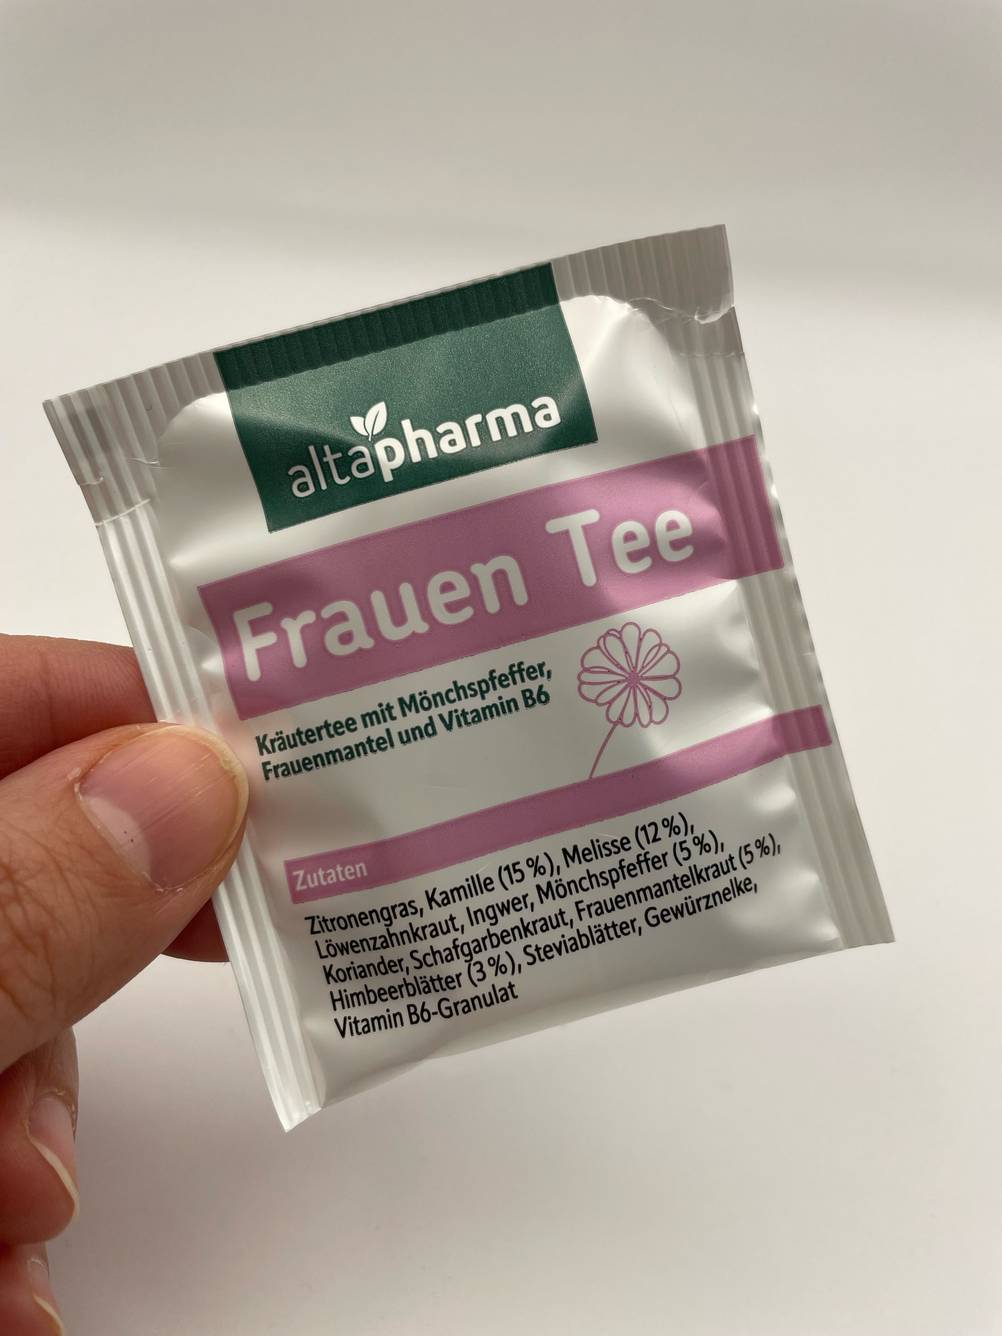 altapharma
Frauen Tee
Kräutertee mit Mönchspfeffer,
Frauenmantel und Vitamin B6
Zutaten
Zitronengras, Kamille (15 %), Melisse (12 %),
Löwenzahnkraut, Ingwer, Mönchspfeffer (5 %),
Koriander, Schafgarbenkraut, Frauenmantelkraut (5 %),
Himbeerblätter (3 %), Steviablätter, Gewürznelke,
Vitamin B6-Granulat